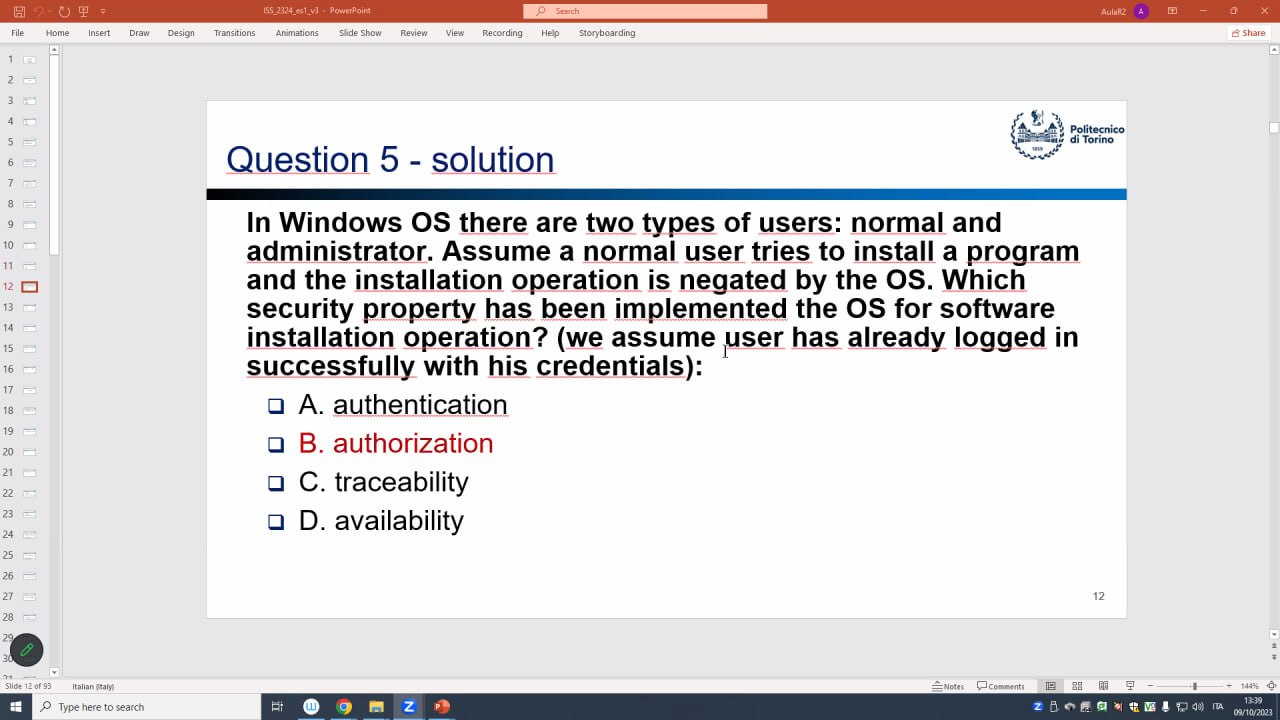 ISS_2324_es1_v3 - PowerPoint
Search
AulaR2
A
File Home Insert Draw Design Transitions Animations Slide Show Review View Recording Help Storyboarding
Share
1
2
3
4
5
6
7
8
9
10
11
12
13
14
15
16
17
18
19
20
21
22
23
24
25
26
27
28
29
Politecnico
di Torino
1859
Question 5 - solution
In Windows OS there are two types of users: normal and
administrator. Assume a normal user tries to install a program
and the installation operation is negated by the OS. Which
security property has been implemented the OS for software
installation operation? (we assume user has already logged in
successfully with his credentials):
A. authentication
B. authorization
C. traceability
D. availability
12
Slide 12 of 93
Italian (Italy)
Notes
Comments
144%
Type here to search
ITA
13:39
09/10/2023